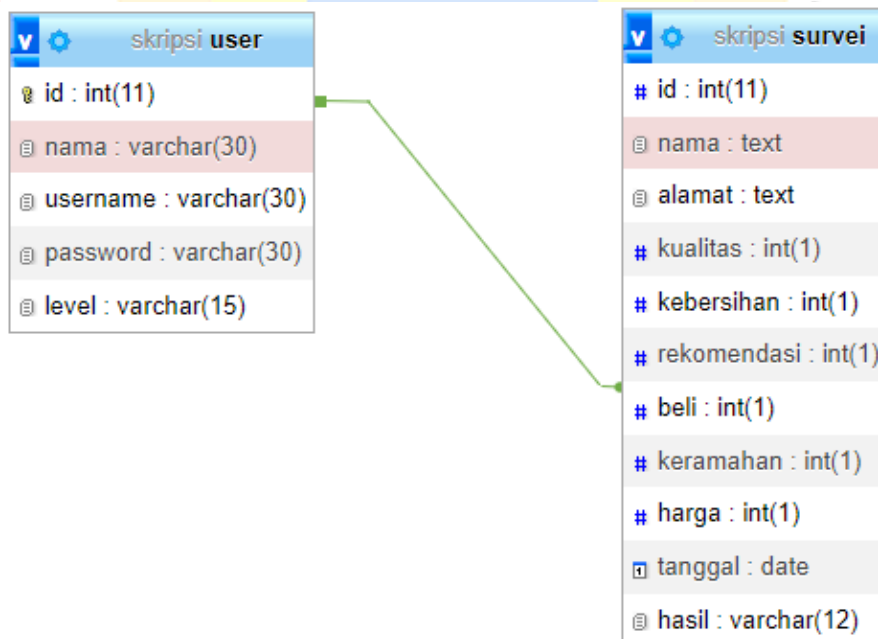 v skripsi user
id : int(11)
nama : varchar(30)
username : varchar(30)
password : varchar(30)
level : varchar(15)
v skripsi survei
# id : int(11)
nama : text
alamat : text
# kualitas : int(1)
# kebersihan : int(1)
# rekomendasi : int(1)
# beli : int(1)
# keramahan : int(1)
# harga : int(1)
tanggal : date
hasil : varchar(12)